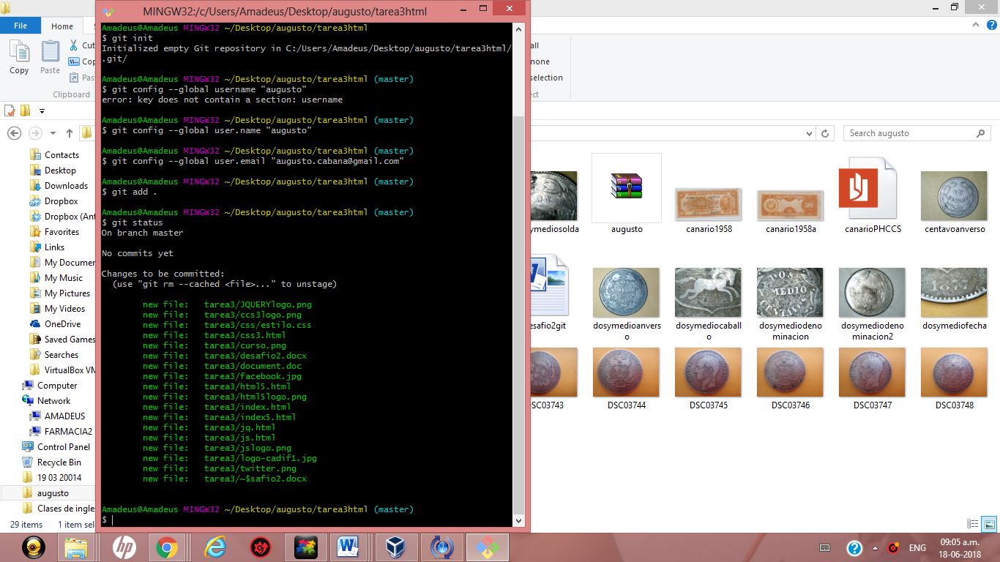 MINGW32:/c/Users/Amadeus/Desktop/augusto/tarea3html
Amadeus@Amadeus MINGW32 ~/Desktop/augusto/tarea3html
$ git init
Initialized empty Git repository in C:/Users/Amadeus/Desktop/augusto/tarea3html/
.git/
Amadeus@Amadeus MINGW32 ~/Desktop/augusto/tarea3html (master)
$ git config --global username "augusto"
error: key does not contain a section: username
Amadeus@Amadeus MINGW32 ~/Desktop/augusto/tarea3html (master)
$ git config --global user.name "augusto"
Amadeus@Amadeus MINGW32 ~/Desktop/augusto/tarea3html (master)
$ git config --global user.email "augusto.cabana@gmail.com"
Amadeus@Amadeus MINGW32 ~/Desktop/augusto/tarea3html (master)
$ git add .
Amadeus@Amadeus MINGW32 ~/Desktop/augusto/tarea3html (master)
$ git status
On branch master
No commits yet
Changes to be committed:
(use "git rm --cached <file>..." to unstage)
new file: tarea3/JQUERYlogo.png
new file: tarea3/ccs3logo.png
new file: tarea3/css/estilo.css
new file: tarea3/css3.html
new file: tarea3/curso.png
new file: tarea3/desafio2.docx
new file: tarea3/document.doc
new file: tarea3/facebook.jpg
new file: tarea3/html5.html
new file: tarea3/html5logo.png
new file: tarea3/index.html
new file: tarea3/index5.html
new file: tarea3/jq.html
new file: tarea3/js.html
new file: tarea3/jslogo.png
new file: tarea3/logo-cadif1.jpg
new file: tarea3/twitter.png
new file: tarea3/~$safio2.docx
Amadeus@Amadeus MINGW32 ~/Desktop/augusto/tarea3html (master)
$
File Home
Copy Paste
Cut
Cop
Pas
Clipboard
all
none
selection
ect
Search augusto
Contacts
Desktop
Downloads
Dropbox
Dropbox (Ant
Favorites
Links
My Documen
My Music
My Pictures
My Videos
OneDrive
Saved Games
Searches
VirtualBox VM
Computer
Network
AMADEUS
FARMACIA2
Control Panel
Recycle Bin
19 03 20014
augusto
Clases de ingle
29 items 1 item sel
ymediosolda augusto canario1958 canario1958a canarioPHCCS centavoanverso
esafio2git dosymedioanvers
o dosymediocaball
o dosymediodeno
minacion dosymediodeno
minacion2 dosymediofecha
DSC03743 DSC03744 DSC03745 DSC03746 DSC03747 DSC03748
ENG
09:05 a.m.
18-06-2018